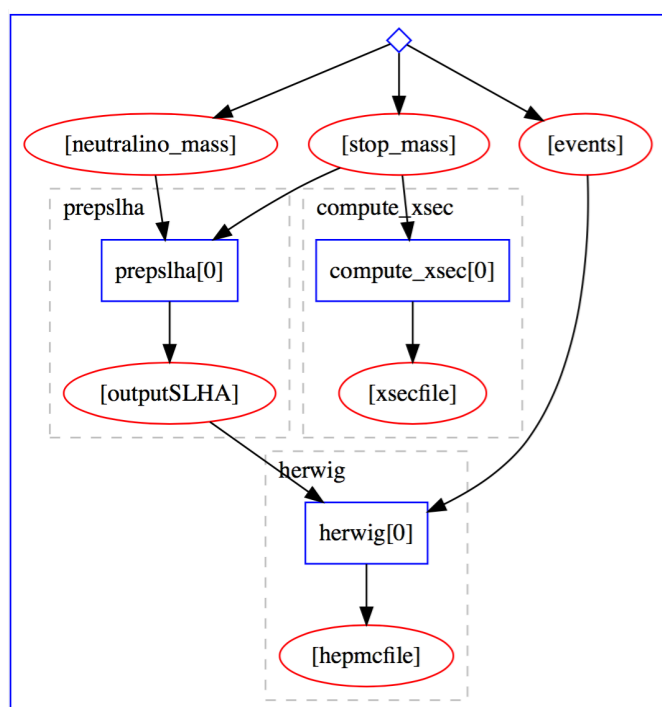 [neutralino_mass]
[stop_mass]
[events]
prepslha
compute_xsec
prepslha[0]
compute_xsec[0]
[outputSLHA]
[xsecfile]
herwig
herwig[0]
[hepmcfile]